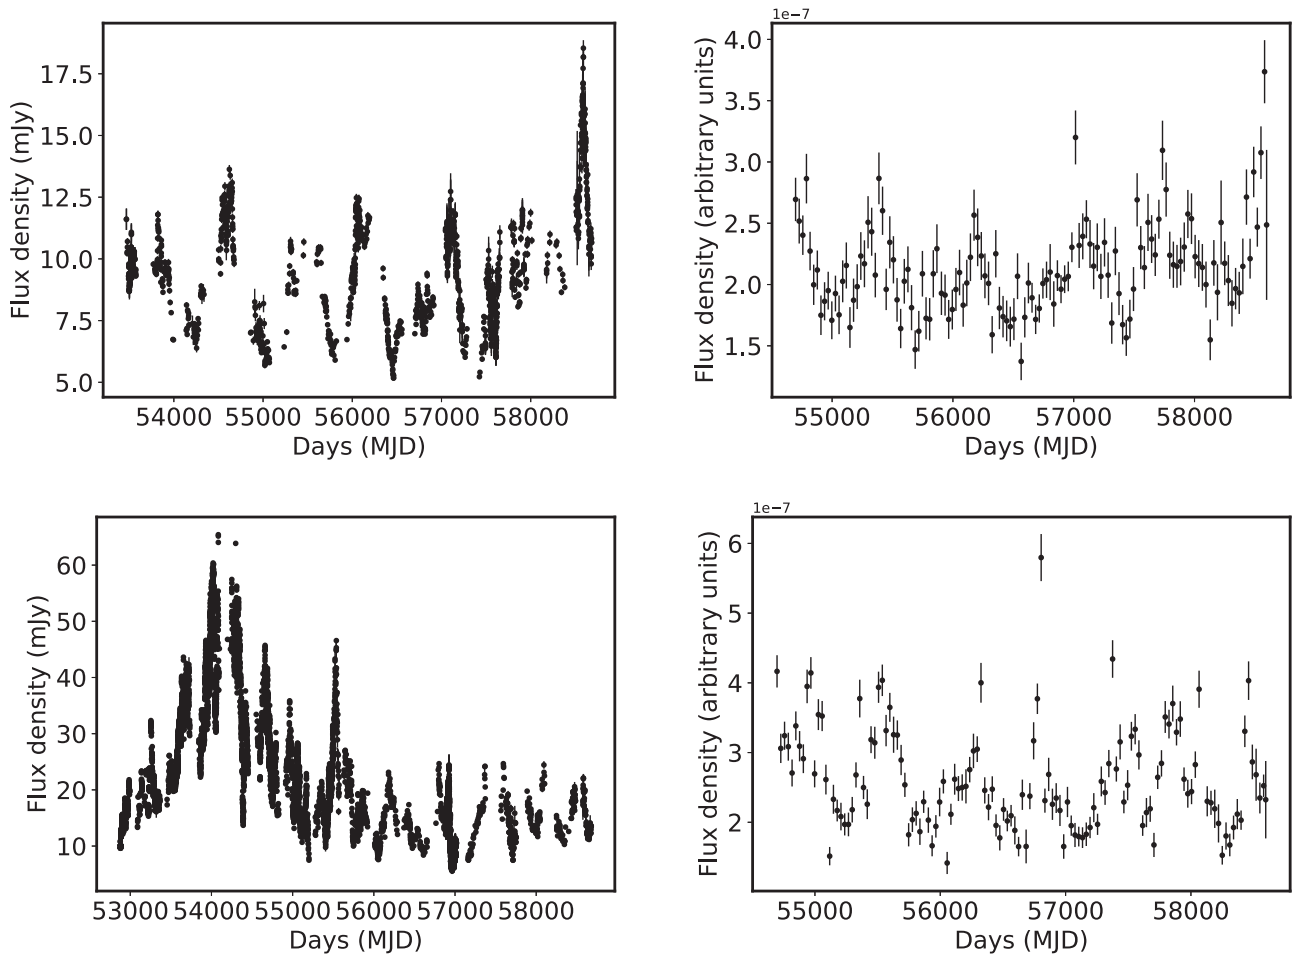 17.5
15.0
12.5
10.0
7.5
5.0
Flux density (mJy)
54000 55000 56000 57000 58000
Days (MJD)
1e−7
4.0
3.5
3.0
2.5
2.0
1.5
Flux density (arbitrary units)
55000 56000 57000 58000
Days (MJD)
60
50
40
30
20
10
Flux density (mJy)
53000 54000 55000 56000 57000 58000
Days (MJD)
1e−7
6
5
4
3
2
Flux density (arbitrary units)
55000 56000 57000 58000
Days (MJD)